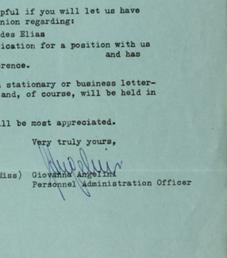 pful if you will let us have
nion regarding:
des Elias
ication for a position with us
and has
rence.
stationary or business letter-
and, of course, will be held in
ll be most appreciated.
Very truly yours,
iss) Giovanna Angelini
Personnel Administration Officer